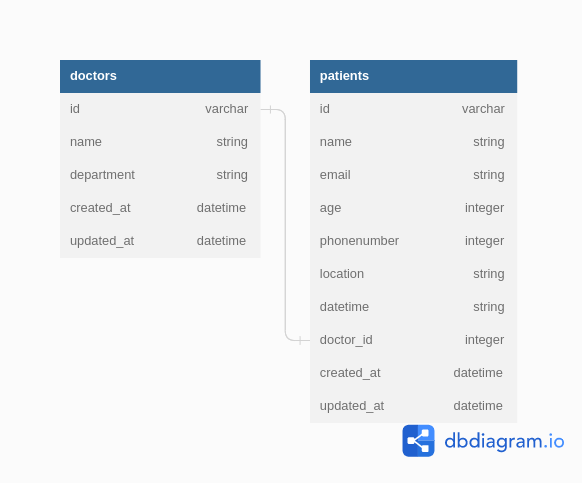 doctors
id varchar
name string
department string
created_at datetime
updated_at datetime
patients
id varchar
name string
email string
age integer
phonenumber integer
location string
datetime string
doctor_id integer
created_at datetime
updated_at datetime
dbdiagram.io